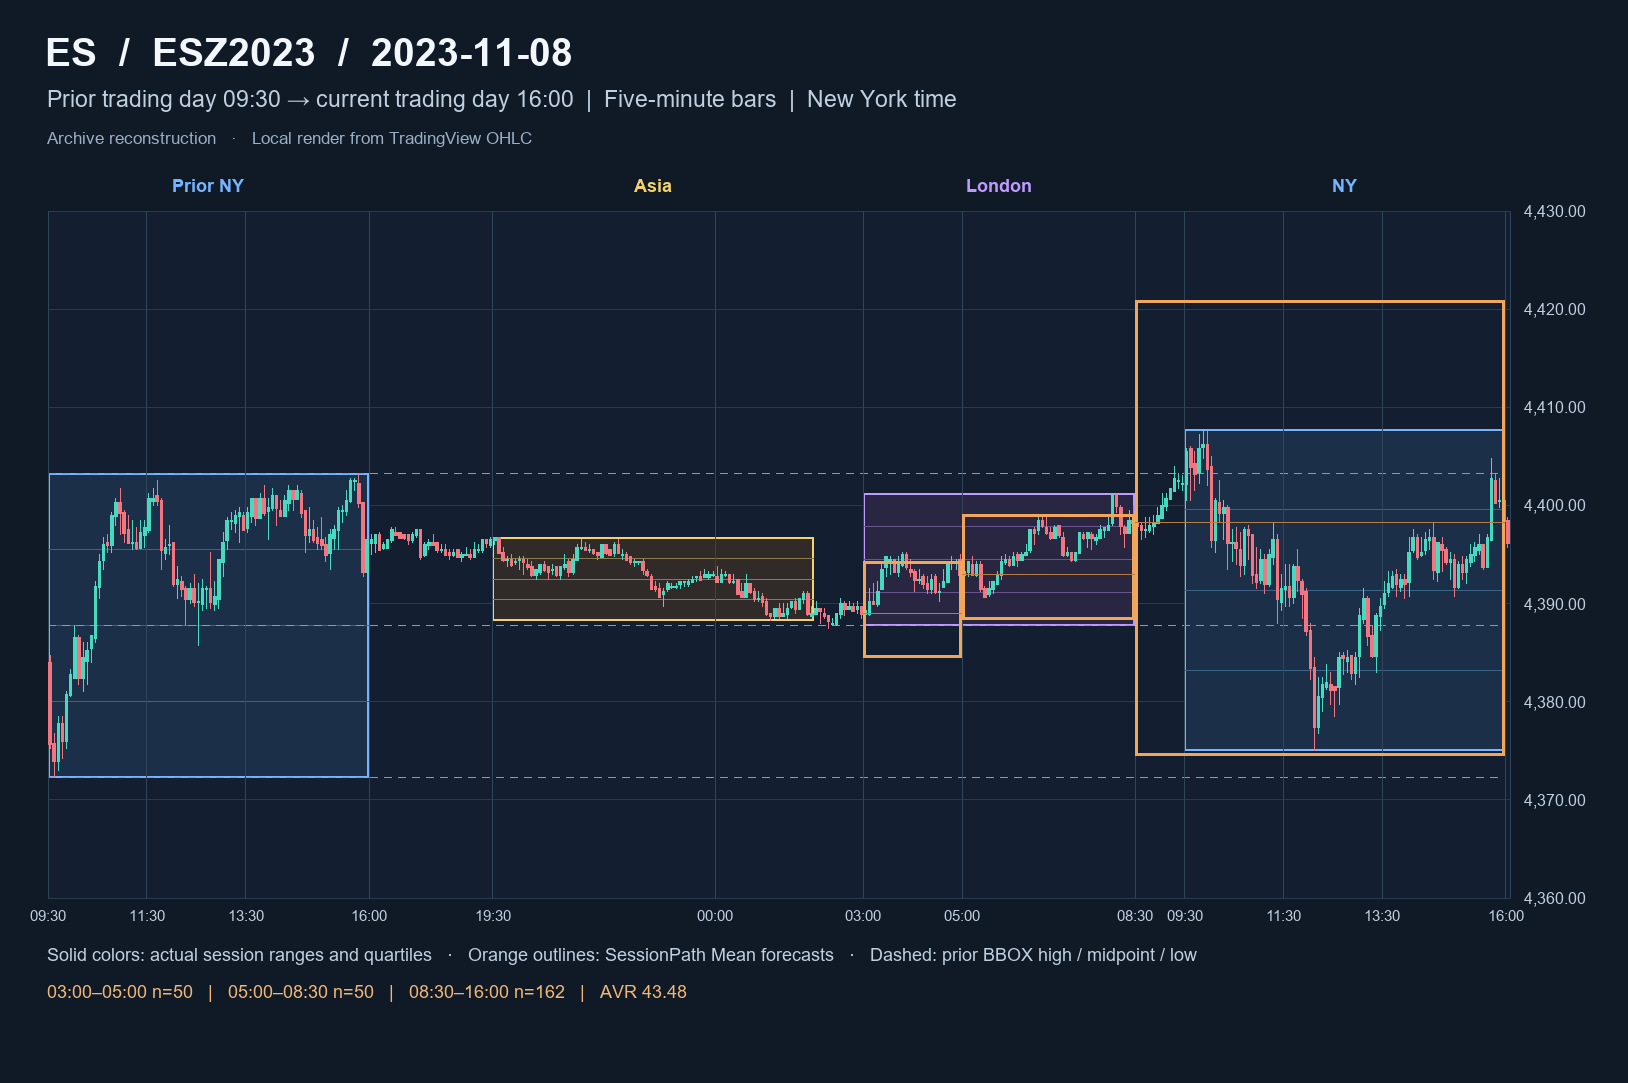 ES / ESZ2023 / 2023-11-08
Prior trading day 09:30 → current trading day 16:00 | Five-minute bars | New York time
Archive reconstruction · Local render from TradingView OHLC
Prior NY Asia London NY
4,430.00
4,420.00
4,410.00
4,400.00
4,390.00
4,380.00
4,370.00
4,360.00
09:30 11:30 13:30 16:00 19:30 00:00 03:00 05:00 08:30 09:30 11:30 13:30 16:00
Solid colors: actual session ranges and quartiles · Orange outlines: SessionPath Mean forecasts · Dashed: prior BBOX high / midpoint / low
03:00–05:00 n=50 | 05:00–08:30 n=50 | 08:30–16:00 n=162 | AVR 43.48